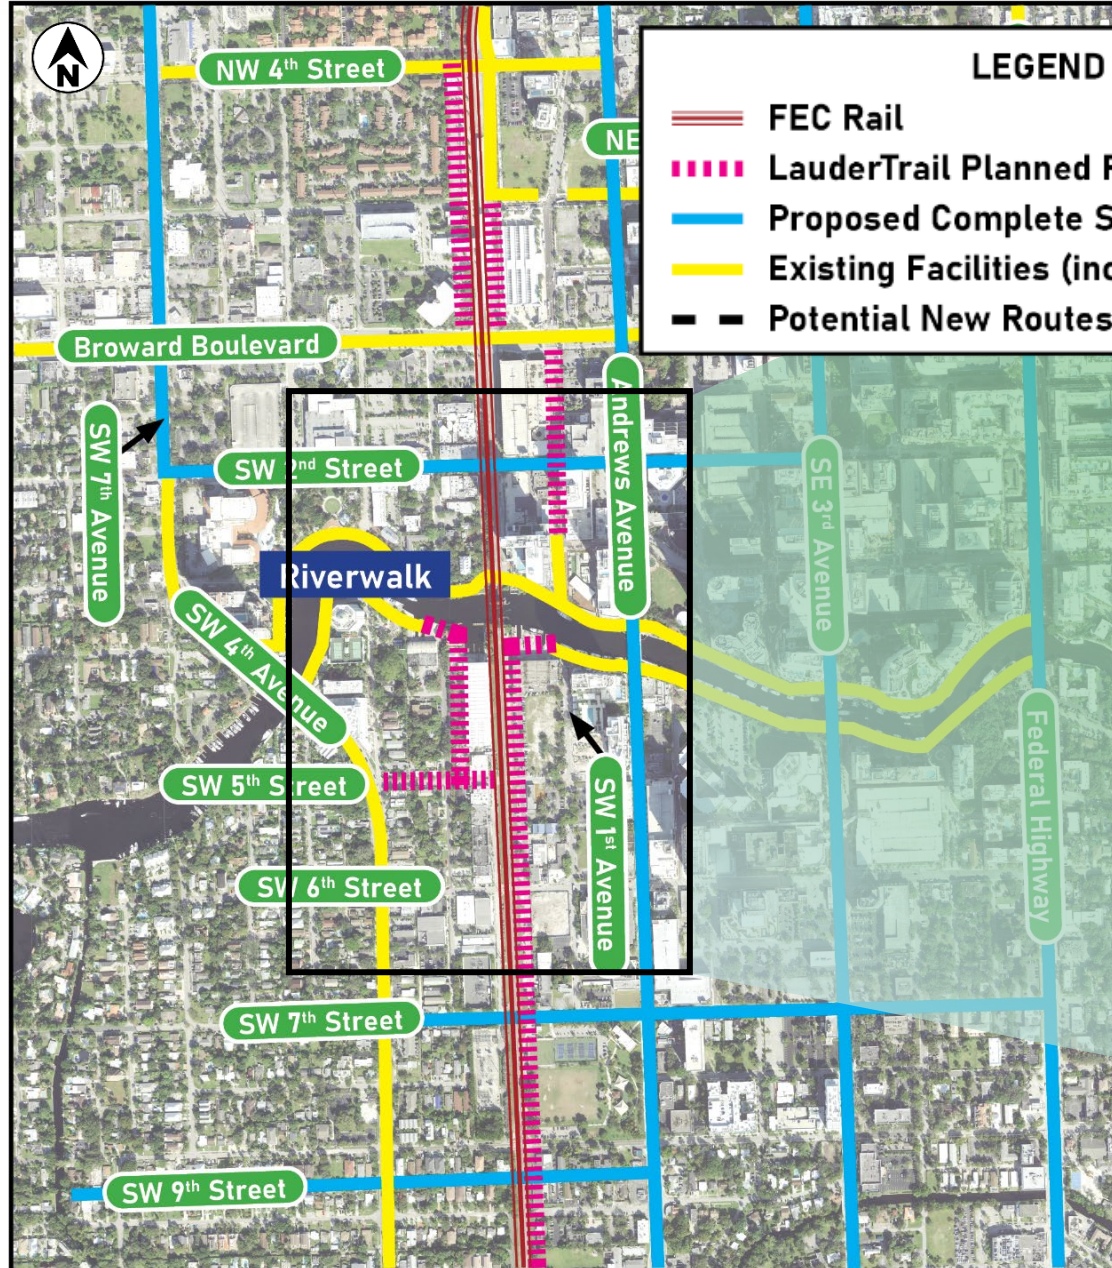 N
NW 4th Street
NE
LEGEND
FEC Rail
LauderTrail Planned
Proposed Complete S
Existing Facilities (inc
Potential New Routes
Broward Boulevard
Andrews Avenue
SW 7th Avenue
SW 2nd Street
SE 3rd Avenue
Riverwalk
SW 4th Avenue
SW 5th Street
SW 1st Avenue
Federal Highway
SW 6th Street
SW 7th Street
SW 9th Street